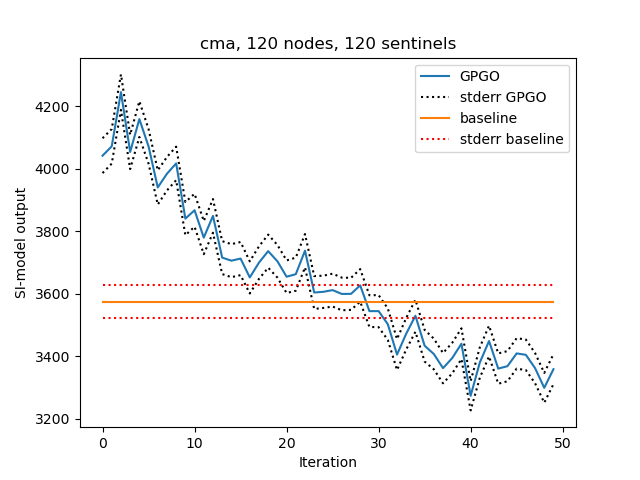 cma, 120 nodes, 120 sentinels
GPGO
stderr GPGO
baseline
stderr baseline
SI-model output
4200
4000
3800
3600
3400
3200
0 10 20 30 40 50
Iteration